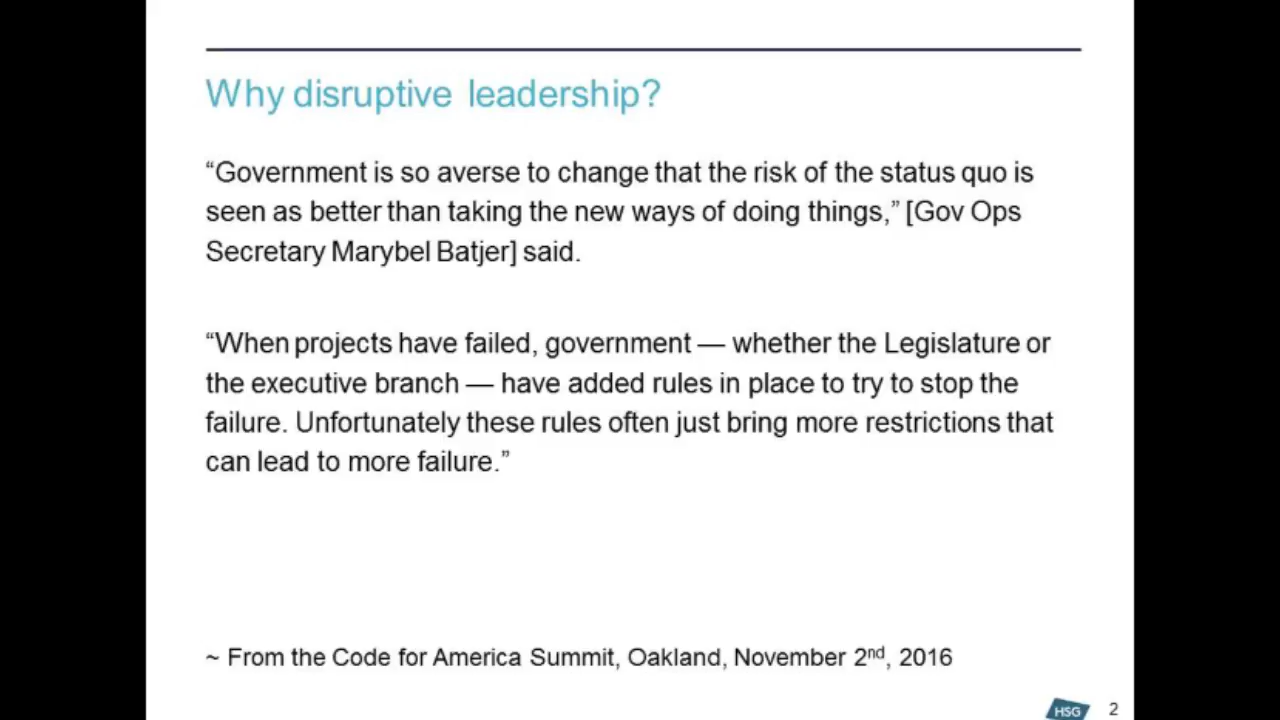 Why disruptive leadership?
“Government is so averse to change that the risk of the status quo is
seen as better than taking the new ways of doing things,” [Gov Ops
Secretary Marybel Batjer] said.
“When projects have failed, government — whether the Legislature or
the executive branch — have added rules in place to try to stop the
failure. Unfortunately these rules often just bring more restrictions that
can lead to more failure.”
~ From the Code for America Summit, Oakland, November 2nd, 2016
HSG 2